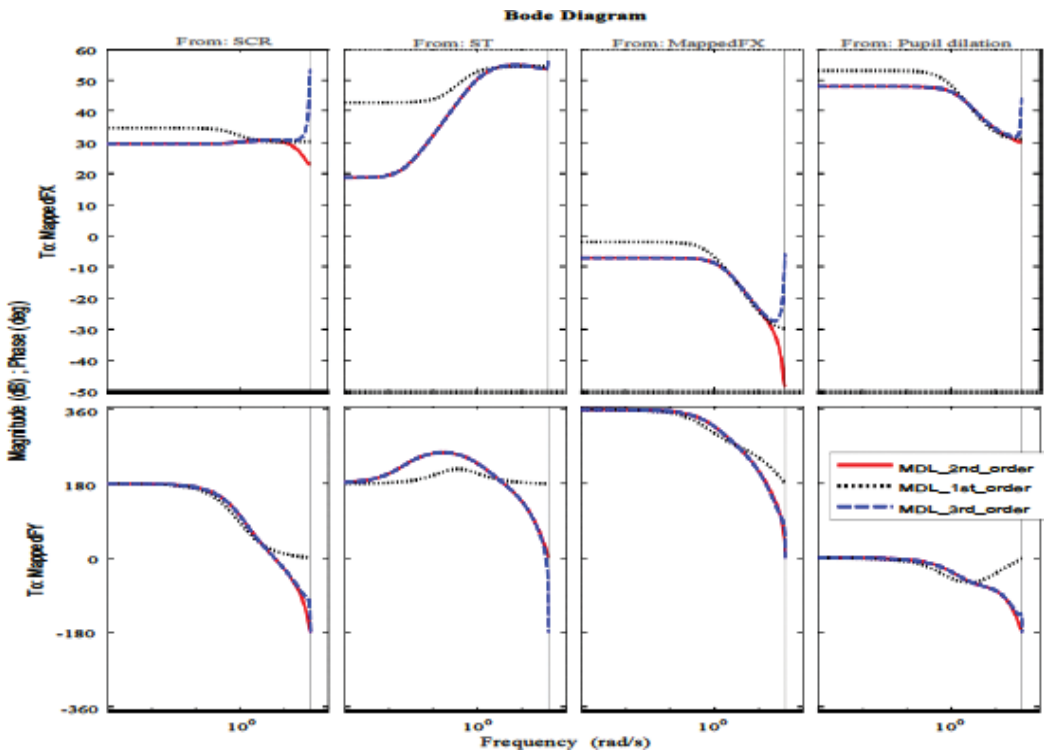 Bode Diagram
From: SCR
From: ST
From: MappedFX
From: Pupil dilation
Magnitude (dB) ; Phase (deg)
To: MappedFX
60
50
40
30
20
10
0
-10
-20
-30
-40
-50
To: MappedFY
360
180
0
-180
-360
MDL_2nd_order
MDL_1st_order
MDL_3rd_order
10⁰
10⁰
10⁰
10⁰
Frequency (rad/s)